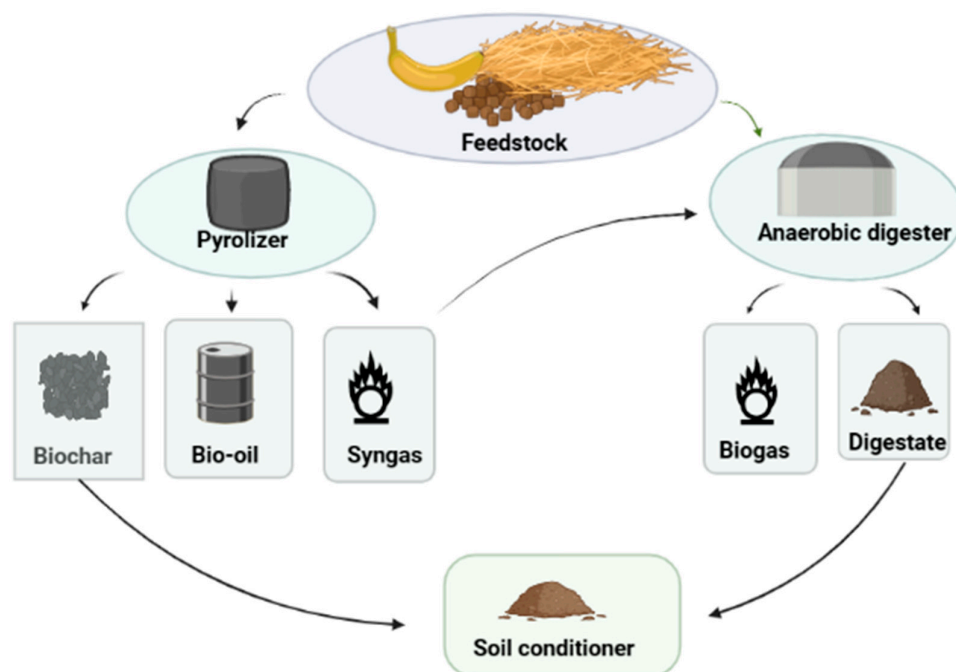 Feedstock
Pyrolizer
Anaerobic digester
Biochar
Bio-oil
Syngas
Biogas
Digestate
Soil conditioner